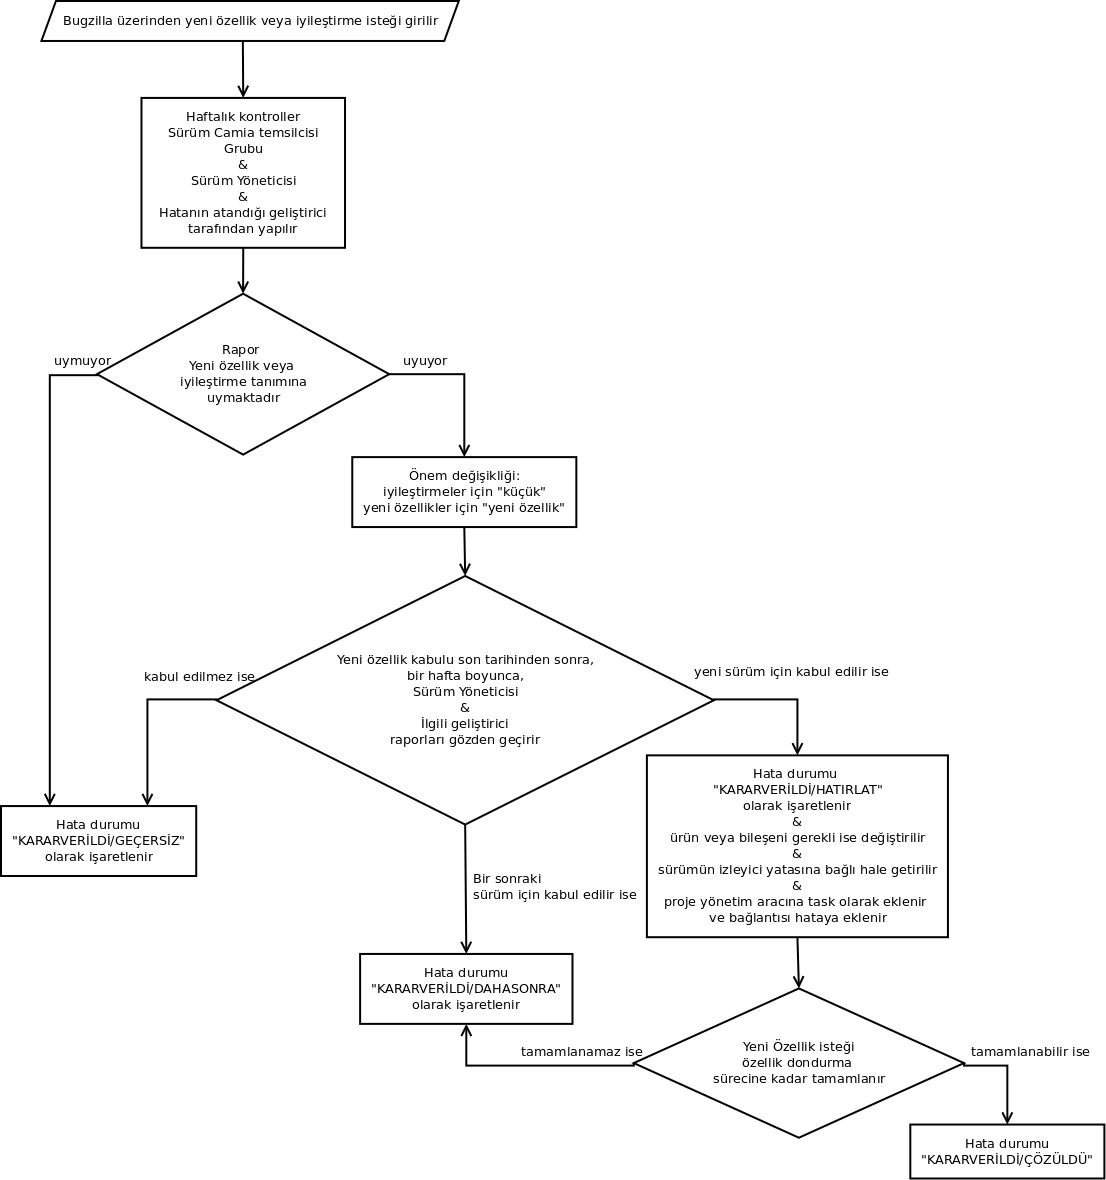 Bugzilla üzerinden yeni özellik veya iyileştirme isteği girilir
Haftalık kontroller
Sürüm Camia temsilcisi
Grubu
&
Sürüm Yöneticisi
&
Hatanın atandığı geliştirici
tarafından yapılır
uymuyor
Rapor
Yeni özellik veya
iyileştirme tanımına
uymaktadır
uyuyor
Önem değişikliği:
iyileştirmeler için "küçük"
yeni özellikler için "yeni özellik"
kabul edilmez ise
Yeni özellik kabulu son tarihinden sonra,
bir hafta boyunca,
Sürüm Yöneticisi
&
İlgili geliştirici
raporları gözden geçirir
yeni sürüm için kabul edilir ise
Hata durumu
"KARARVERİLDİ/GEÇERSİZ"
olarak işaretlenir
Hata durumu
"KARARVERİLDİ/HATIRLAT"
olarak işaretlenir
&
ürün veya bileşeni gerekli ise değiştirilir
&
sürümün izleyici yatasına bağlı hale getirilir
&
proje yönetim aracına task olarak eklenir
ve bağlantısı hataya eklenir
Bir sonraki
sürüm için kabul edilir ise
Hata durumu
"KARARVERİLDİ/DAHASONRA"
olarak işaretlenir
tamamlanamaz ise
Yeni Özellik isteği
özellik dondurma
sürecine kadar tamamlanır
tamamlanabilir ise
Hata durumu
"KARARVERİLDİ/ÇÖZÜLDÜ"